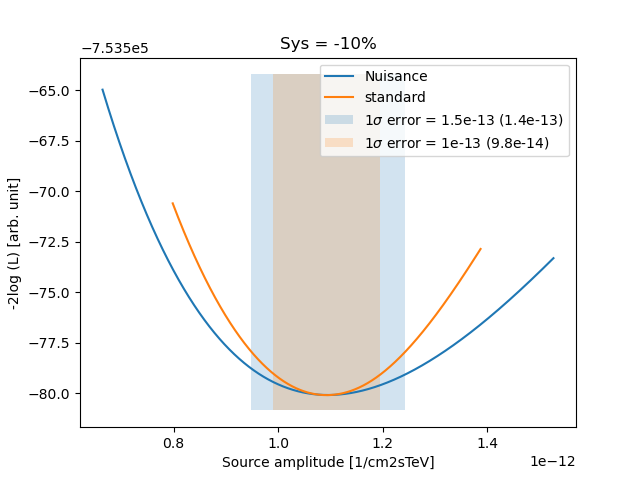 Sys = -10%
−7.535e5
Nuisance
standard
1σ error = 1.5e-13 (1.4e-13)
1σ error = 1e-13 (9.8e-14)
−65.0
−67.5
−70.0
−72.5
−75.0
−77.5
−80.0
-2log (L) [arb. unit]
0.8
1.0
1.2
1.4
Source amplitude [1/cm2sTeV]
1e−12